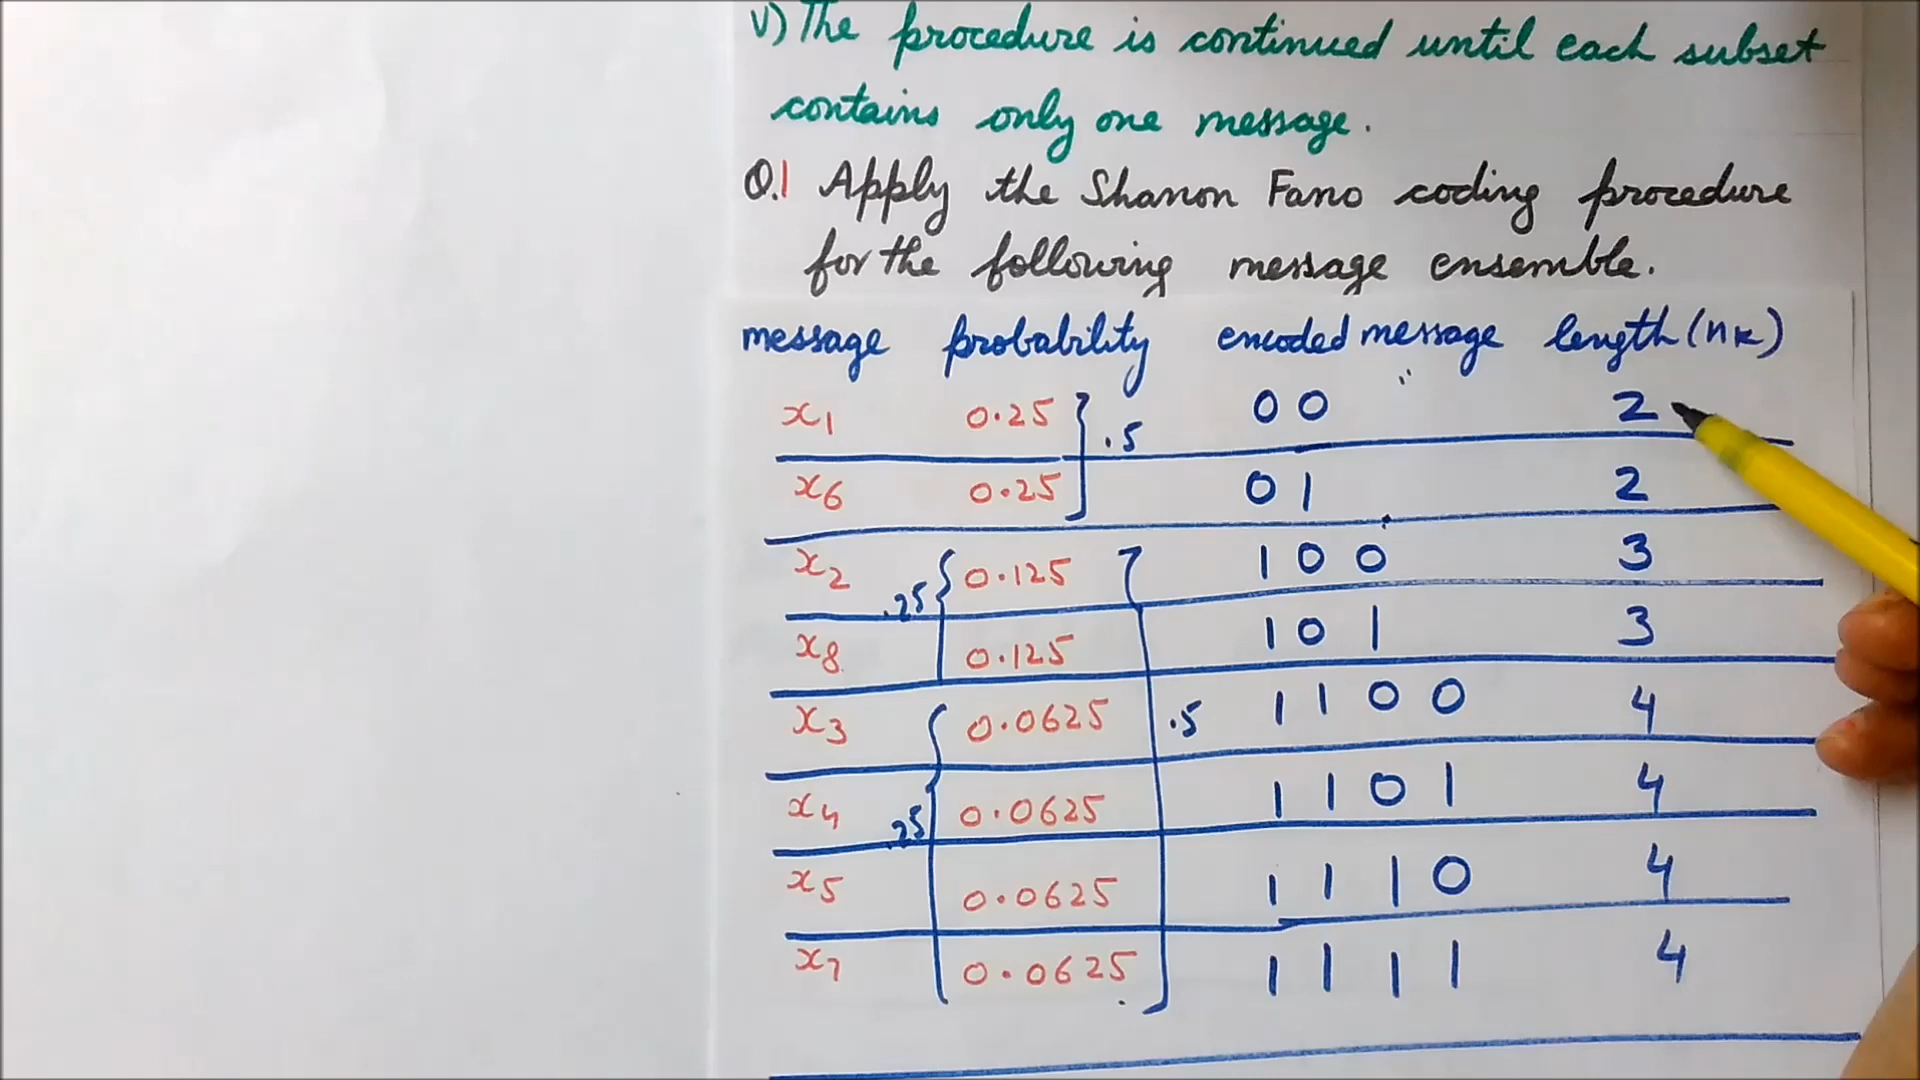 V) The procedure is continued until each subset
contains only one message.
Q.1 Apply the Shanon Fano coding procedure
for the following message ensemble.
message probability encoded message length (nk)
x1 0.25 00 2
.5
x6 0.25 01 2
x2 0.125 100 3
.25
x8 0.125 101 3
x3 0.0625 .5 1100 4
x4 0.0625 1101 4
.25
x5 0.0625 1110 4
x7 0.0625 1111 4